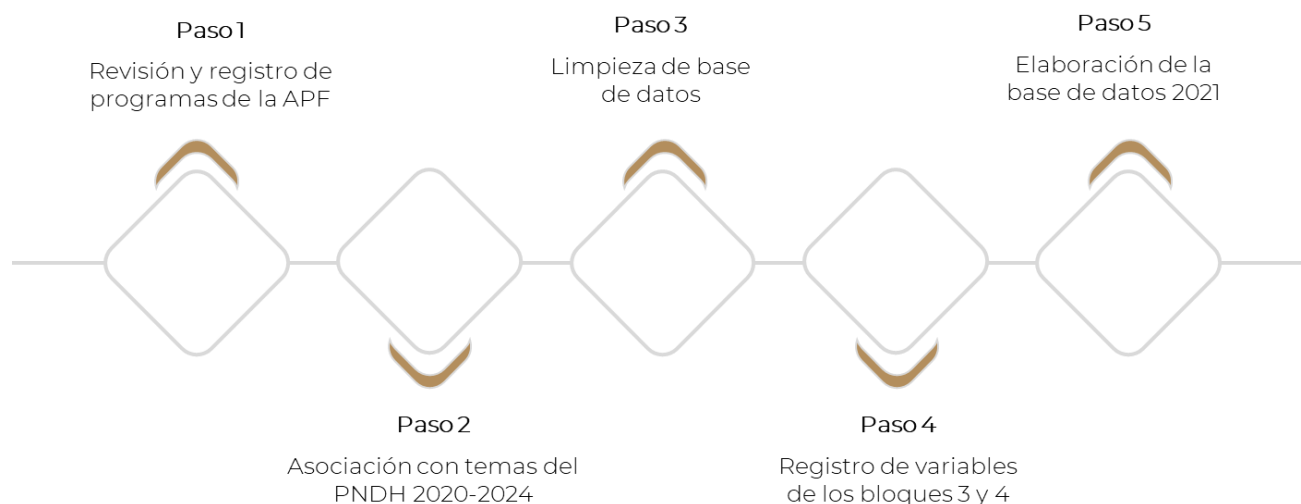 Paso 1
Revisión y registro de
programas de la APF
Paso 2
Asociación con temas del
PNDH 2020-2024
Paso 3
Limpieza de base
de datos
Paso 4
Registro de variables
de los bloques 3 y 4
Paso 5
Elaboración de la
base de datos 2021